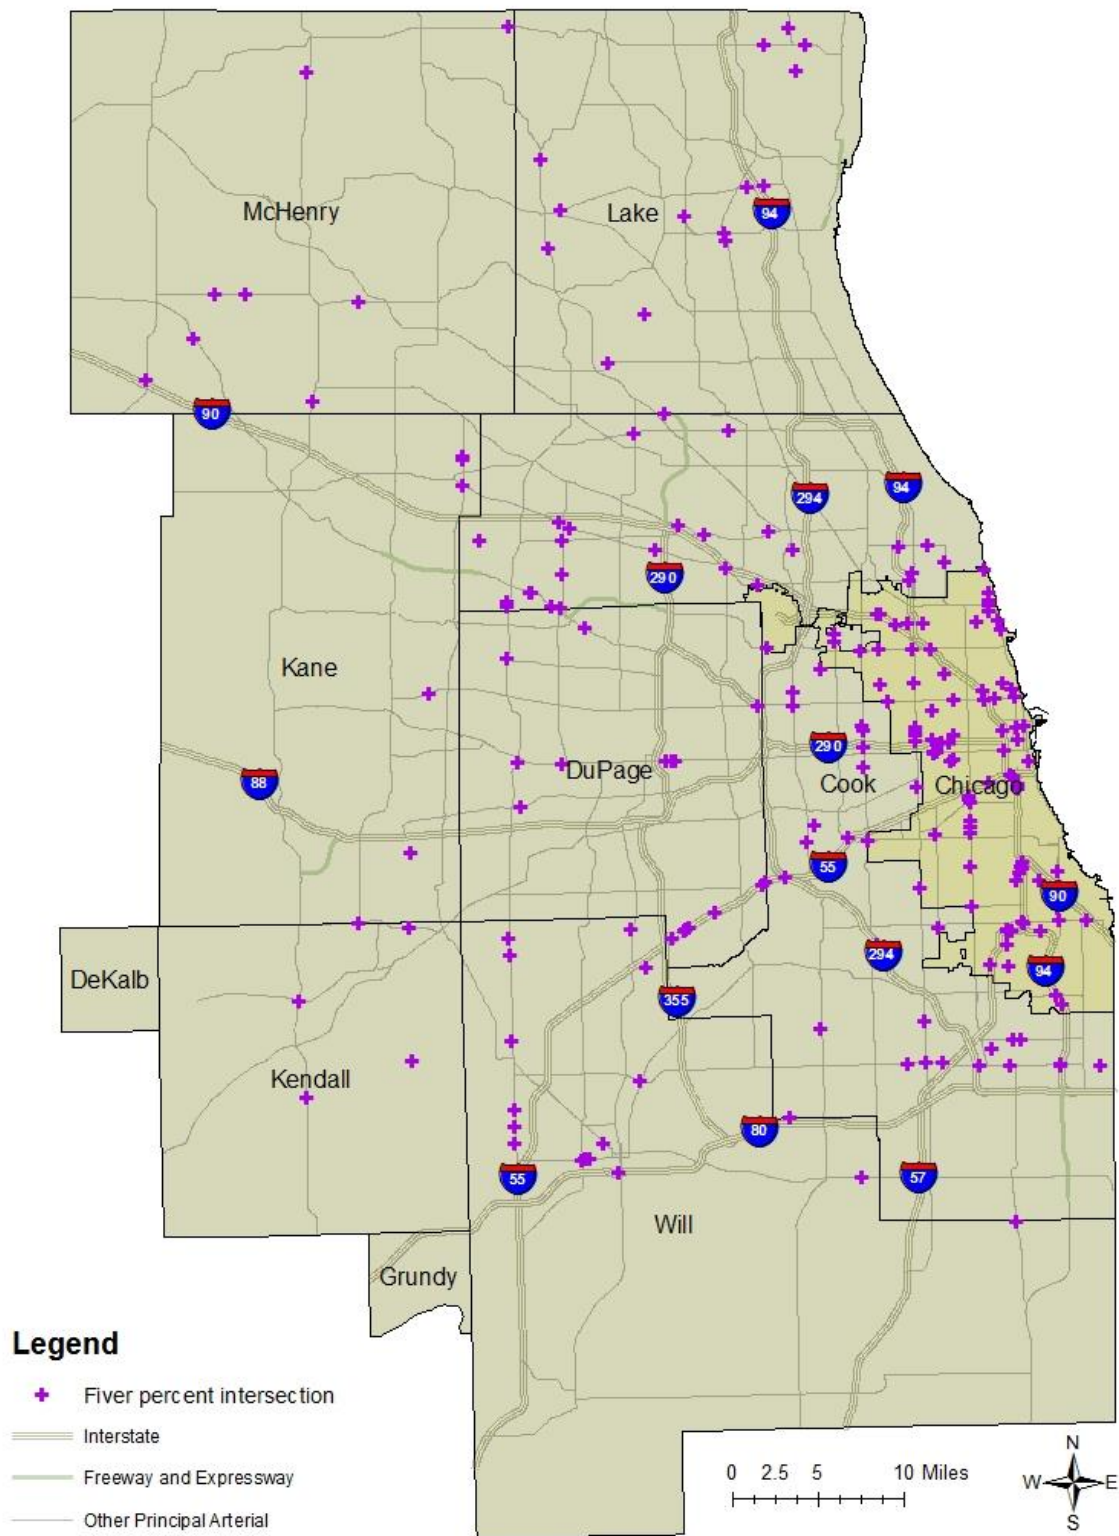 McHenry
Lake
94
90
294
94
290
Kane
290
DuPage
88
Cook
Chicago
55
90
294
94
DeKalb
355
Kendall
80
55
57
Will
Grundy
Legend
Fiver percent intersection
Interstate
Freeway and Expressway
Other Principal Arterial
0 2.5 5 10 Miles
N
W E
S